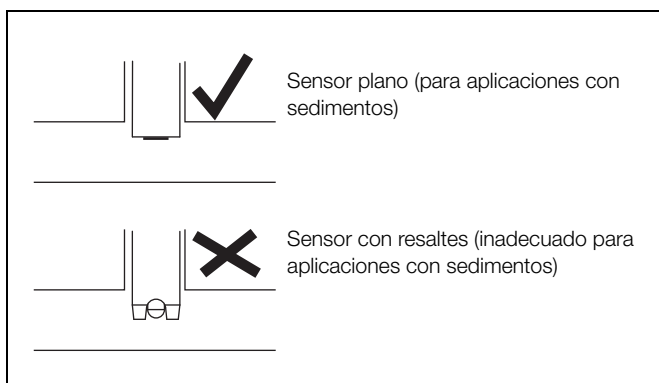 Sensor plano (para aplicaciones con
sedimentos)
Sensor con resaltes (inadecuado para
aplicaciones con sedimentos)